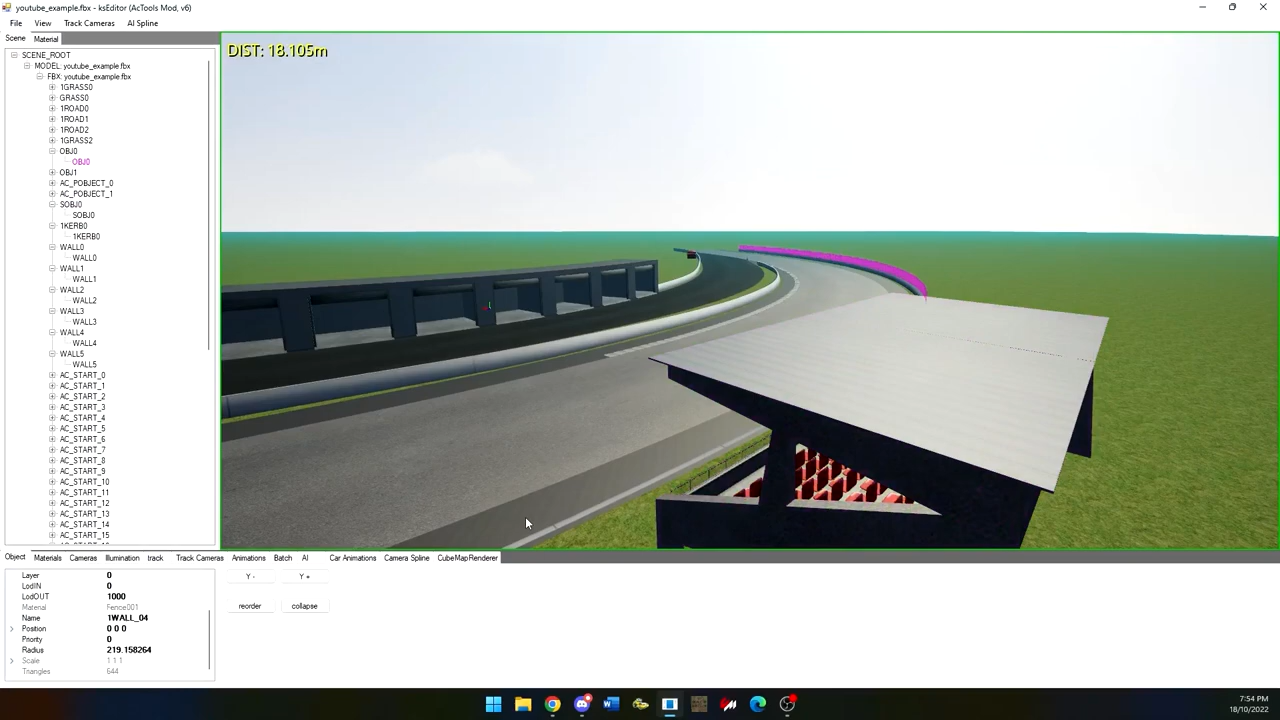 youtube_example.fbx - ksEditor (AcTools Mod, v6)
File View Track Cameras AI Spline
Scene Material
SCENE_ROOT
MODEL: youtube_example.fbx
FBX: youtube_example.fbx
1GRASS0
GRASS0
1ROAD0
1ROAD1
1ROAD2
1GRASS2
OBJ0
OBJ0
OBJ1
AC_POBJECT_0
AC_POBJECT_1
SOBJ0
SOBJ0
1KERB0
1KERB0
WALL0
WALL0
WALL1
WALL1
WALL2
WALL2
WALL3
WALL3
WALL4
WALL4
WALL5
WALL5
AC_START_0
AC_START_1
AC_START_2
AC_START_3
AC_START_4
AC_START_5
AC_START_6
AC_START_7
AC_START_8
AC_START_9
AC_START_10
AC_START_11
AC_START_12
AC_START_13
AC_START_14
AC_START_15
DIST: 18.105m
Object Materials Cameras Illumination track Track Cameras Animations Batch AI Car Animations Camera Spline CubeMapRenderer
Layer 0
LodIN 0
LodOUT 1000
Material Fence001
Name 1WALL_04
Position 0 0 0
Priority 0
Radius 219.158264
Scale 1 1 1
Triangles 644
Y - Y +
reorder collapse
7:54 PM
18/10/2022